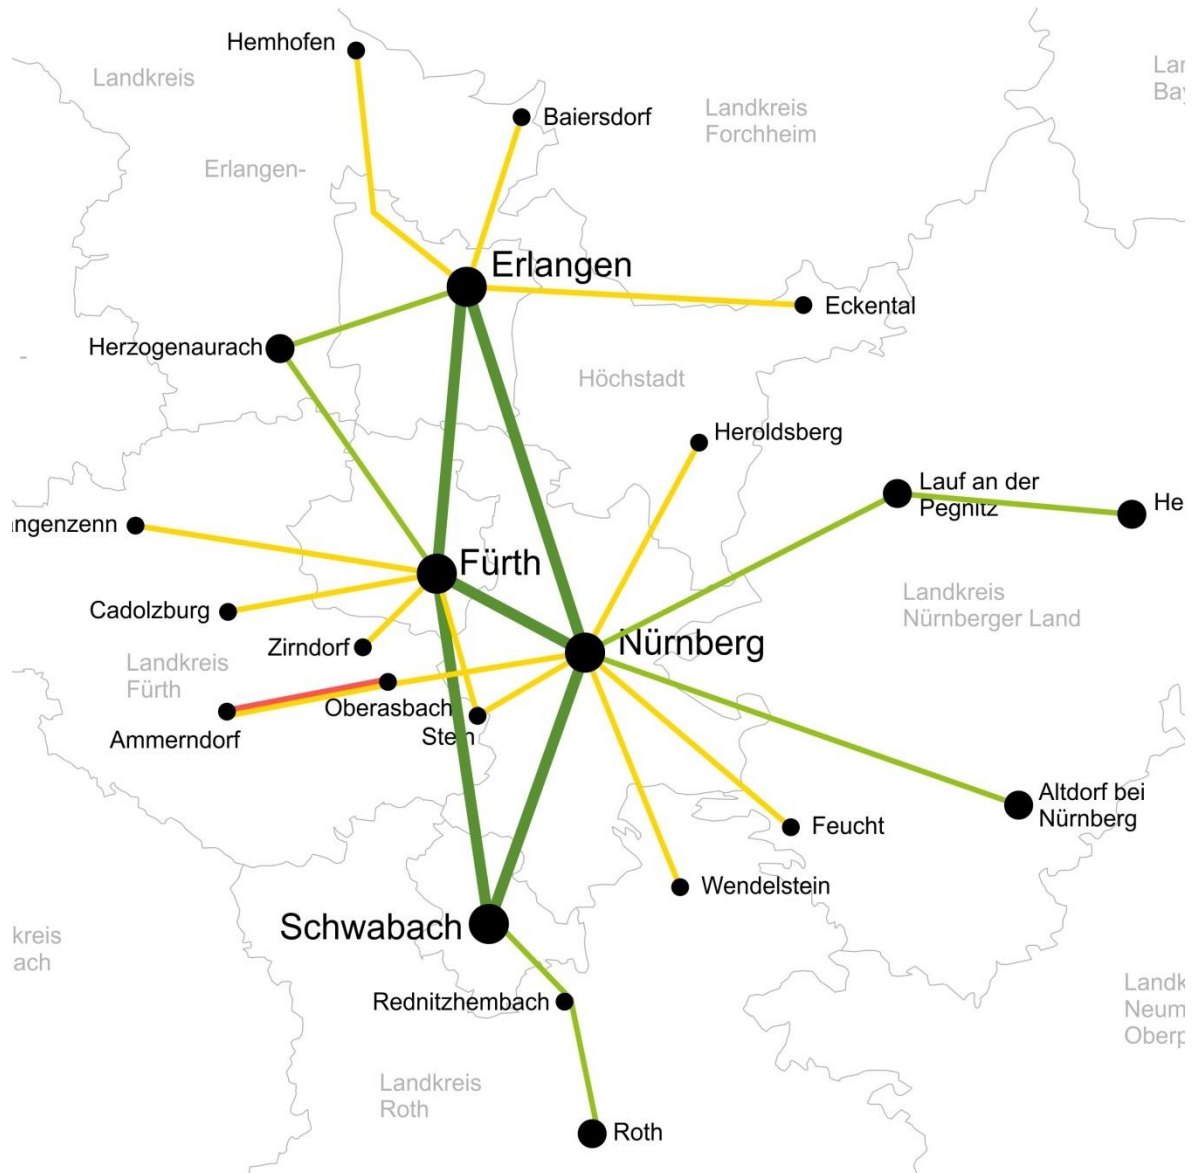 Hemhofen
Landkreis
Lan
Bay
Landkreis
Forchheim
Baiersdorf
Erlangen-
Erlangen
Eckental
Herzogenaurach
-
Höchstadt
Heroldsberg
Lauf an der
Pegnitz
He
angenzenn
Fürth
Cadolzburg
Landkreis
Nürnberger Land
Zirndorf
Nürnberg
Landkreis
Fürth
Oberasbach
Ammerndorf
Stein
Altdorf bei
Nürnberg
Feucht
Wendelstein
Schwabach
kreis
ach
Rednitzhembach
Landk
Neum
Oberp
Landkreis
Roth
Roth